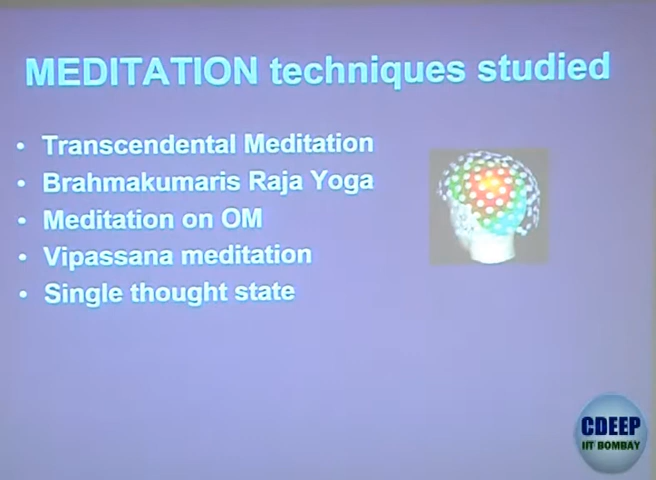 MEDITATION techniques studied
• Transcendental Meditation
• Brahmakumaris Raja Yoga
• Meditation on OM
• Vipassana meditation
• Single thought state
CDEEP
IIT BOMBAY